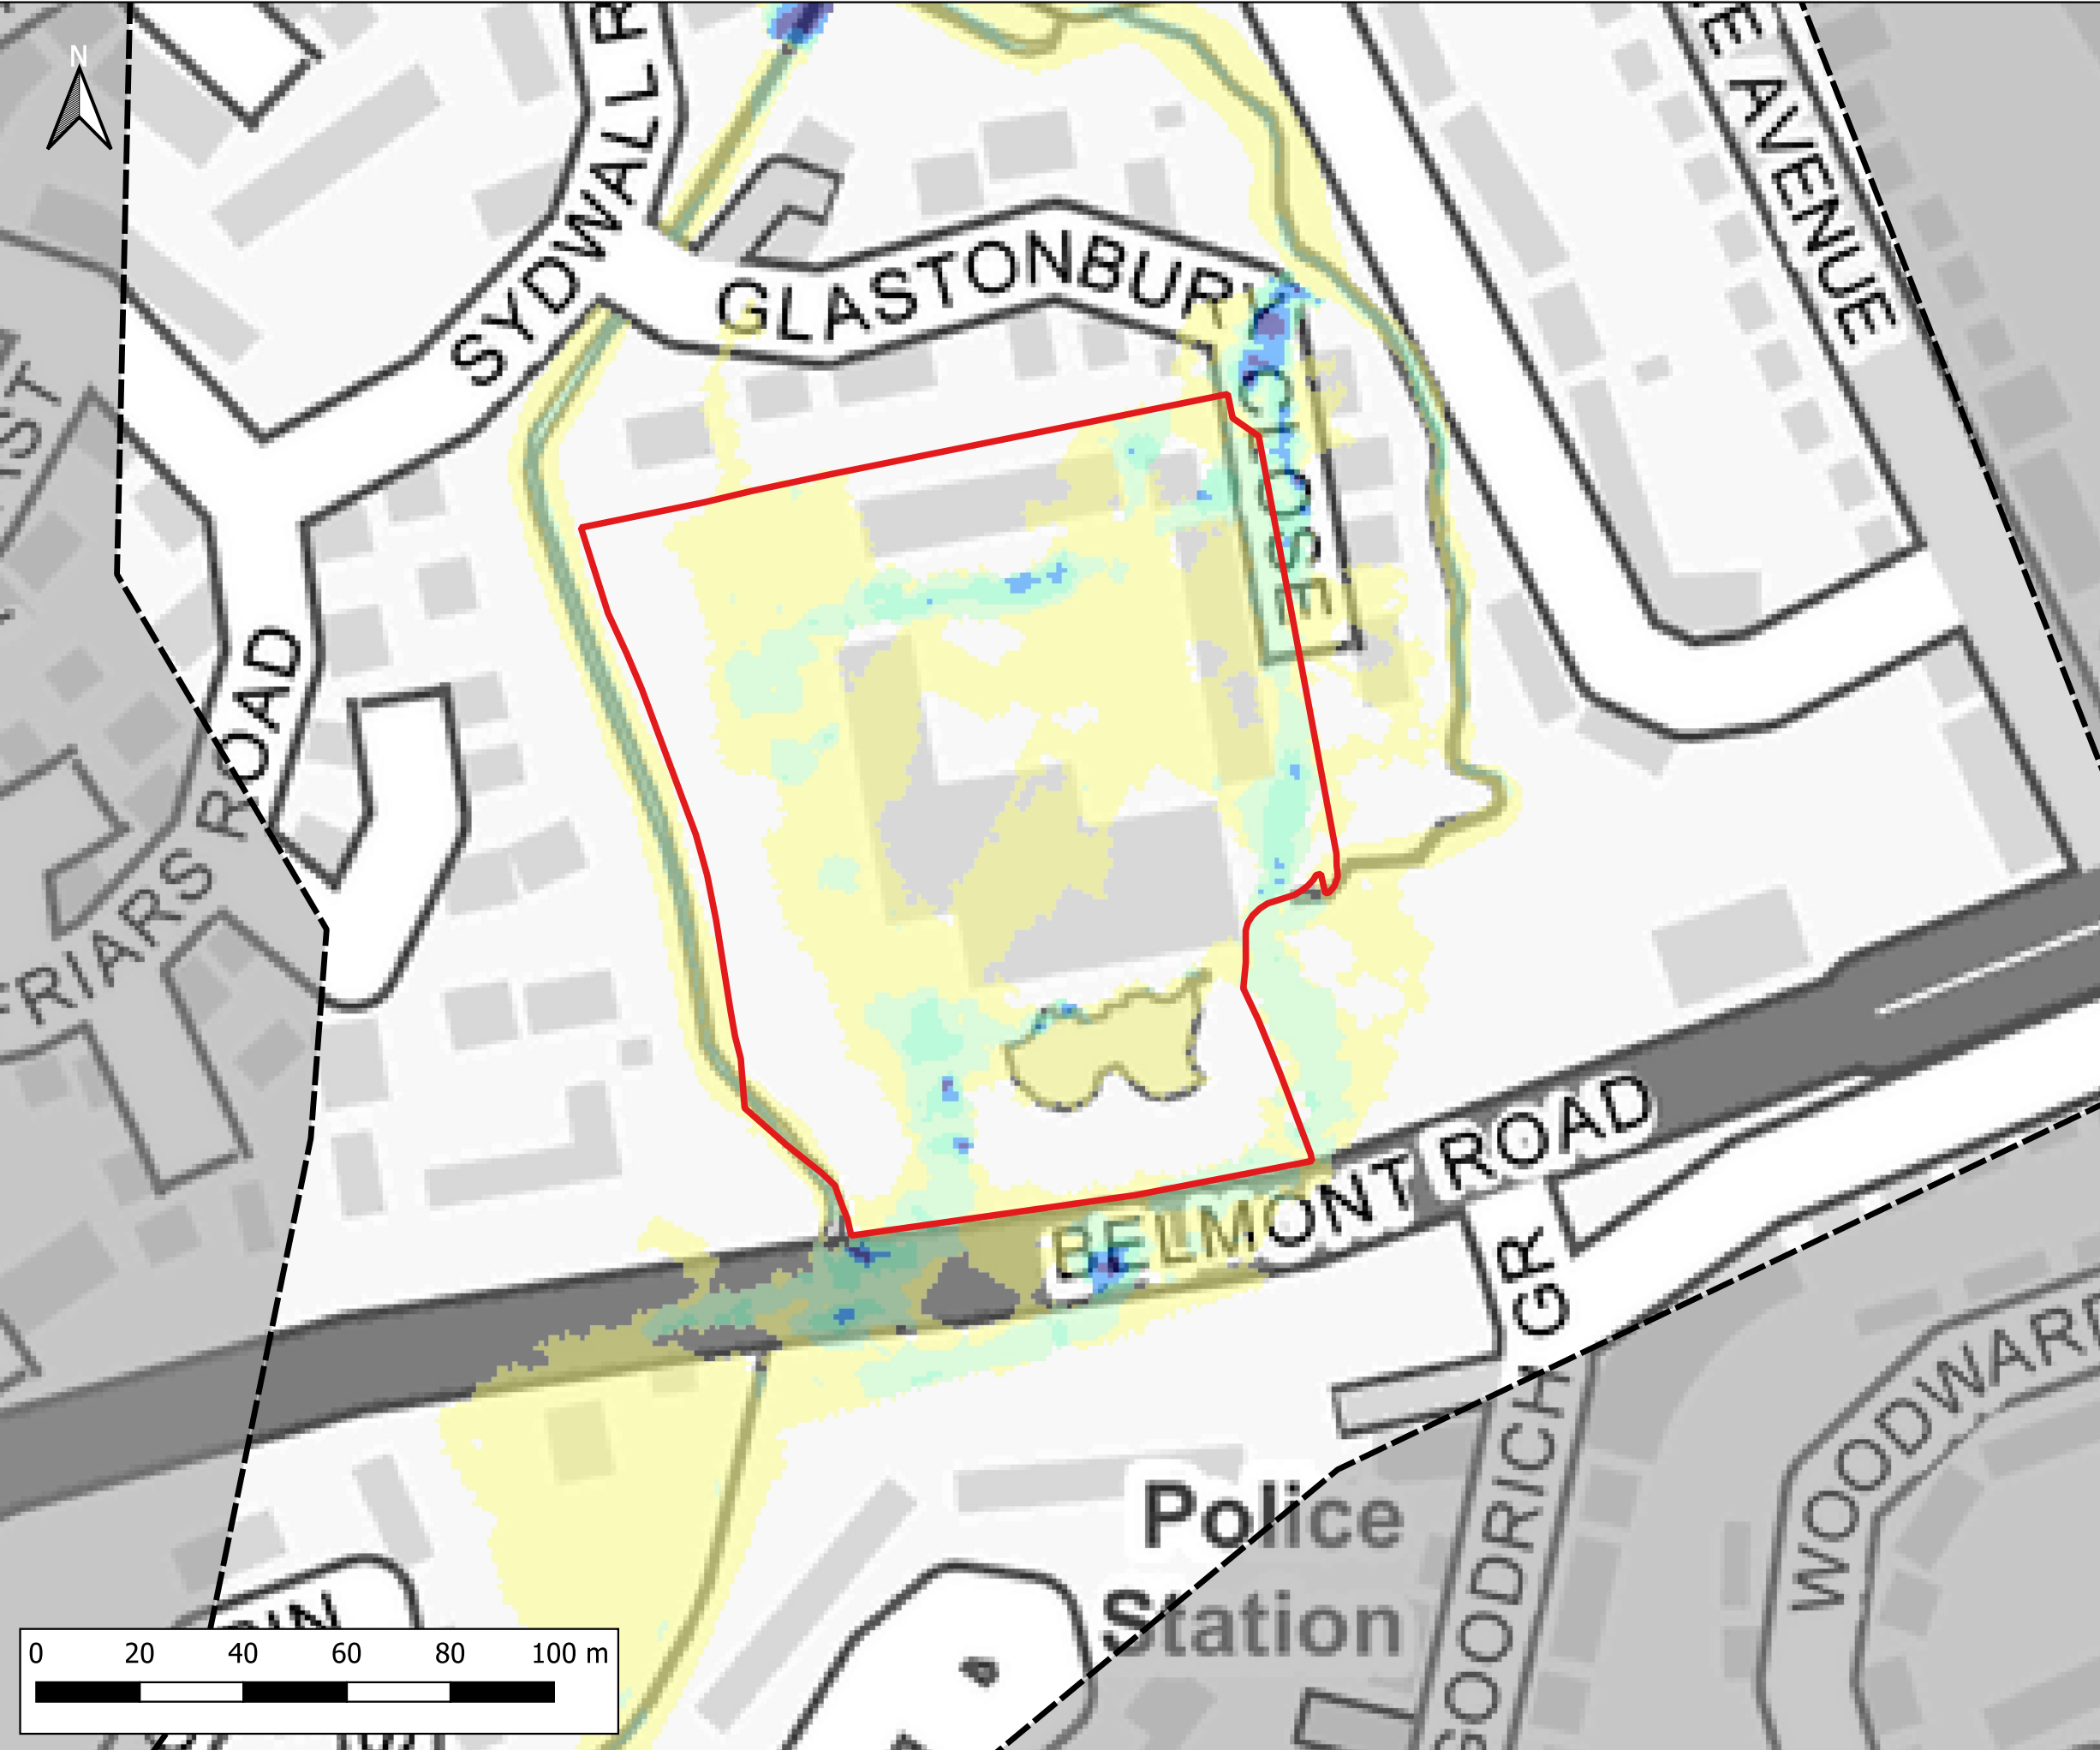 N
SYDWALL R
GLASTONBURY CLOSE
E AVENUE
FRIARS ROAD
BELMONT ROAD
GR
GOODRICH
WOODWARD
Police
Station
0 20 40 60 80 100 m